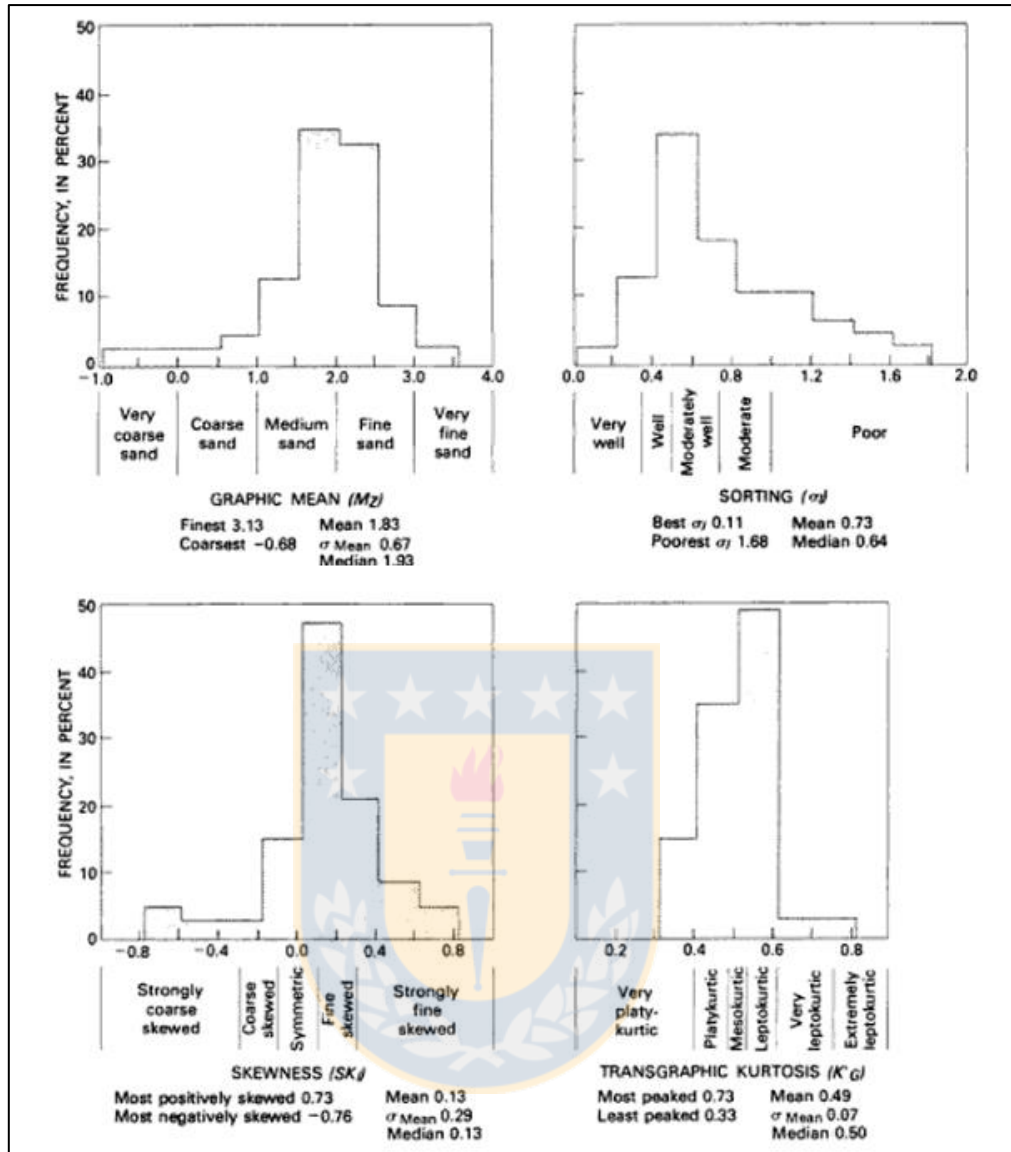 50
40
30
20
10
0
FREQUENCY, IN PERCENT
-1.0 0.0 1.0 2.0 3.0 4.0
Very coarse sand
Coarse sand
Medium sand
Fine sand
Very fine sand
GRAPHIC MEAN (Mz)
Finest 3.13 Mean 1.83
Coarsest -0.68 σ Mean 0.67
Median 1.93
0.0 0.4 0.8 1.2 1.6 2.0
Very well
Well
Moderately well
Moderate
Poor
SORTING (σI)
Best σI 0.11 Mean 0.73
Poorest σI 1.68 Median 0.64
50
40
30
20
10
0
FREQUENCY, IN PERCENT
-0.8 -0.4 0.0 0.4 0.8
Strongly coarse skewed
Coarse skewed
Symmetric
Fine skewed
Strongly fine skewed
SKEWNESS (SKI)
Most positively skewed 0.73 Mean 0.13
Most negatively skewed -0.76 σ Mean 0.29
Median 0.13
0.2 0.4 0.6 0.8
Very platy-kurtic
Platykurtic
Mesokurtic
Leptokurtic
Very leptokurtic
Extremely leptokurtic
TRANSGRAPHIC KURTOSIS (K'G)
Most peaked 0.73 Mean 0.49
Least peaked 0.33 σ Mean 0.07
Median 0.50